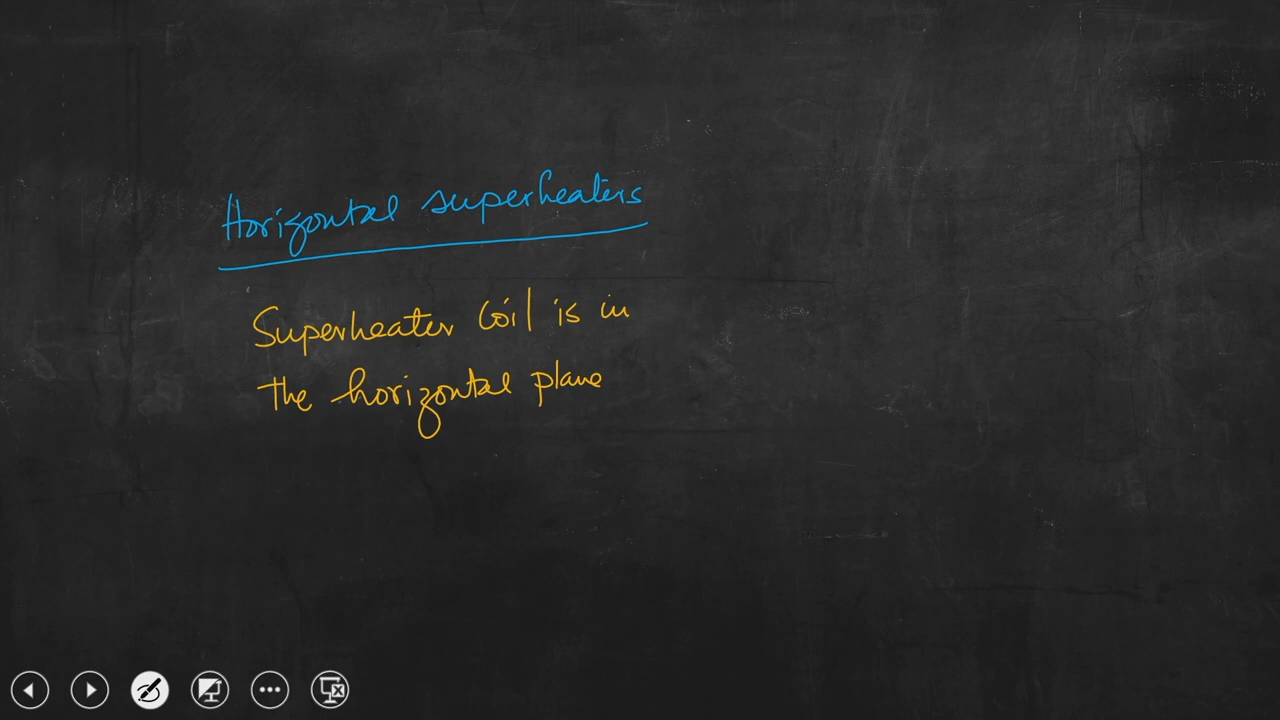 Horizontal superheaters
Superheater coil is in
the horizontal plane